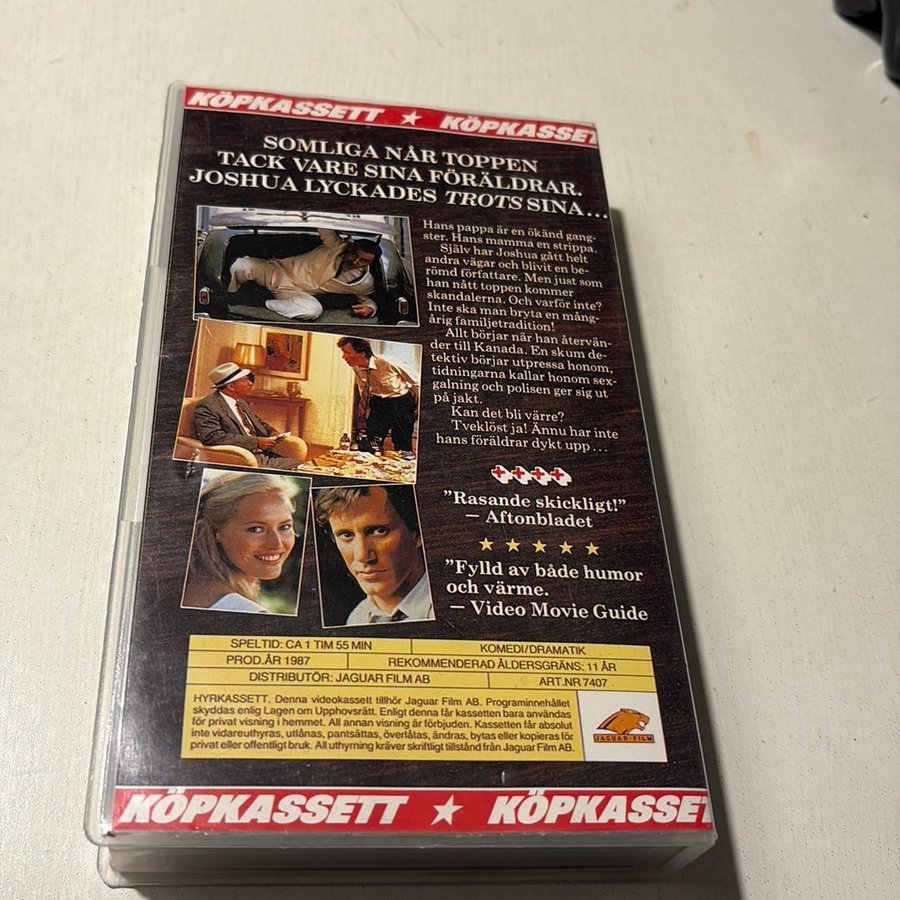 KÖPKASSETT ★ KÖPKASSET
SOMLIGA NÅR TOPPEN
TACK VARE SINA FÖRÄLDRAR.
JOSHUA LYCKADES TROTS SINA...
Hans pappa är en ökänd gang-
ster. Hans mamma en strippa.
Själv har Joshua gått helt
andra vägar och blivit en be-
römd författare. Men just som
han nått toppen kommer
skandalerna. Och varför inte?
Inte ska man bryta en mång-
årig familjetradition!
Allt börjar när han återvän-
der till Kanada. En skum de-
tektiv börjar utpressa honom,
tidningarna kallar honom sex-
galning och polisen ger sig ut
på jakt.
Kan det bli värre?
Tveklöst ja! Ännu har inte
hans föräldrar dykt upp...
"Rasande skickligt!"
— Aftonbladet
"Fylld av både humor
och värme.
— Video Movie Guide
SPELTID: CA 1 TIM 55 MIN KOMEDI/DRAMATIK
PROD.ÅR 1987 REKOMMENDERAD ÅLDERSGRÄNS: 11 ÅR
DISTRIBUTÖR: JAGUAR FILM AB ART.NR 7407
HYRKASSETT. Denna videokassett tillhör Jaguar Film AB. Programinnehållet
skyddas enlig Lagen om Upphovsrätt. Enligt denna får kassetten bara användas
för privat visning i hemmet. All annan visning är förbjuden. Kassetten får absolut
inte vidareuthyras, utlånas, pantsättas, överlåtas, ändras, bytas eller kopieras för
privat eller offentligt bruk. All uthyrning kräver skriftligt tillstånd från Jaguar Film AB.
JAGUAR-FILM
KÖPKASSETT ★ KÖPKASSET